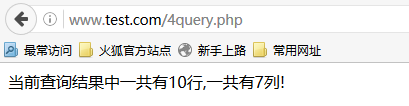 www.test.com/4query.php
最常访问 火狐官方站点 新手上路 常用网址
当前查询结果中一共有10行,一共有7列!